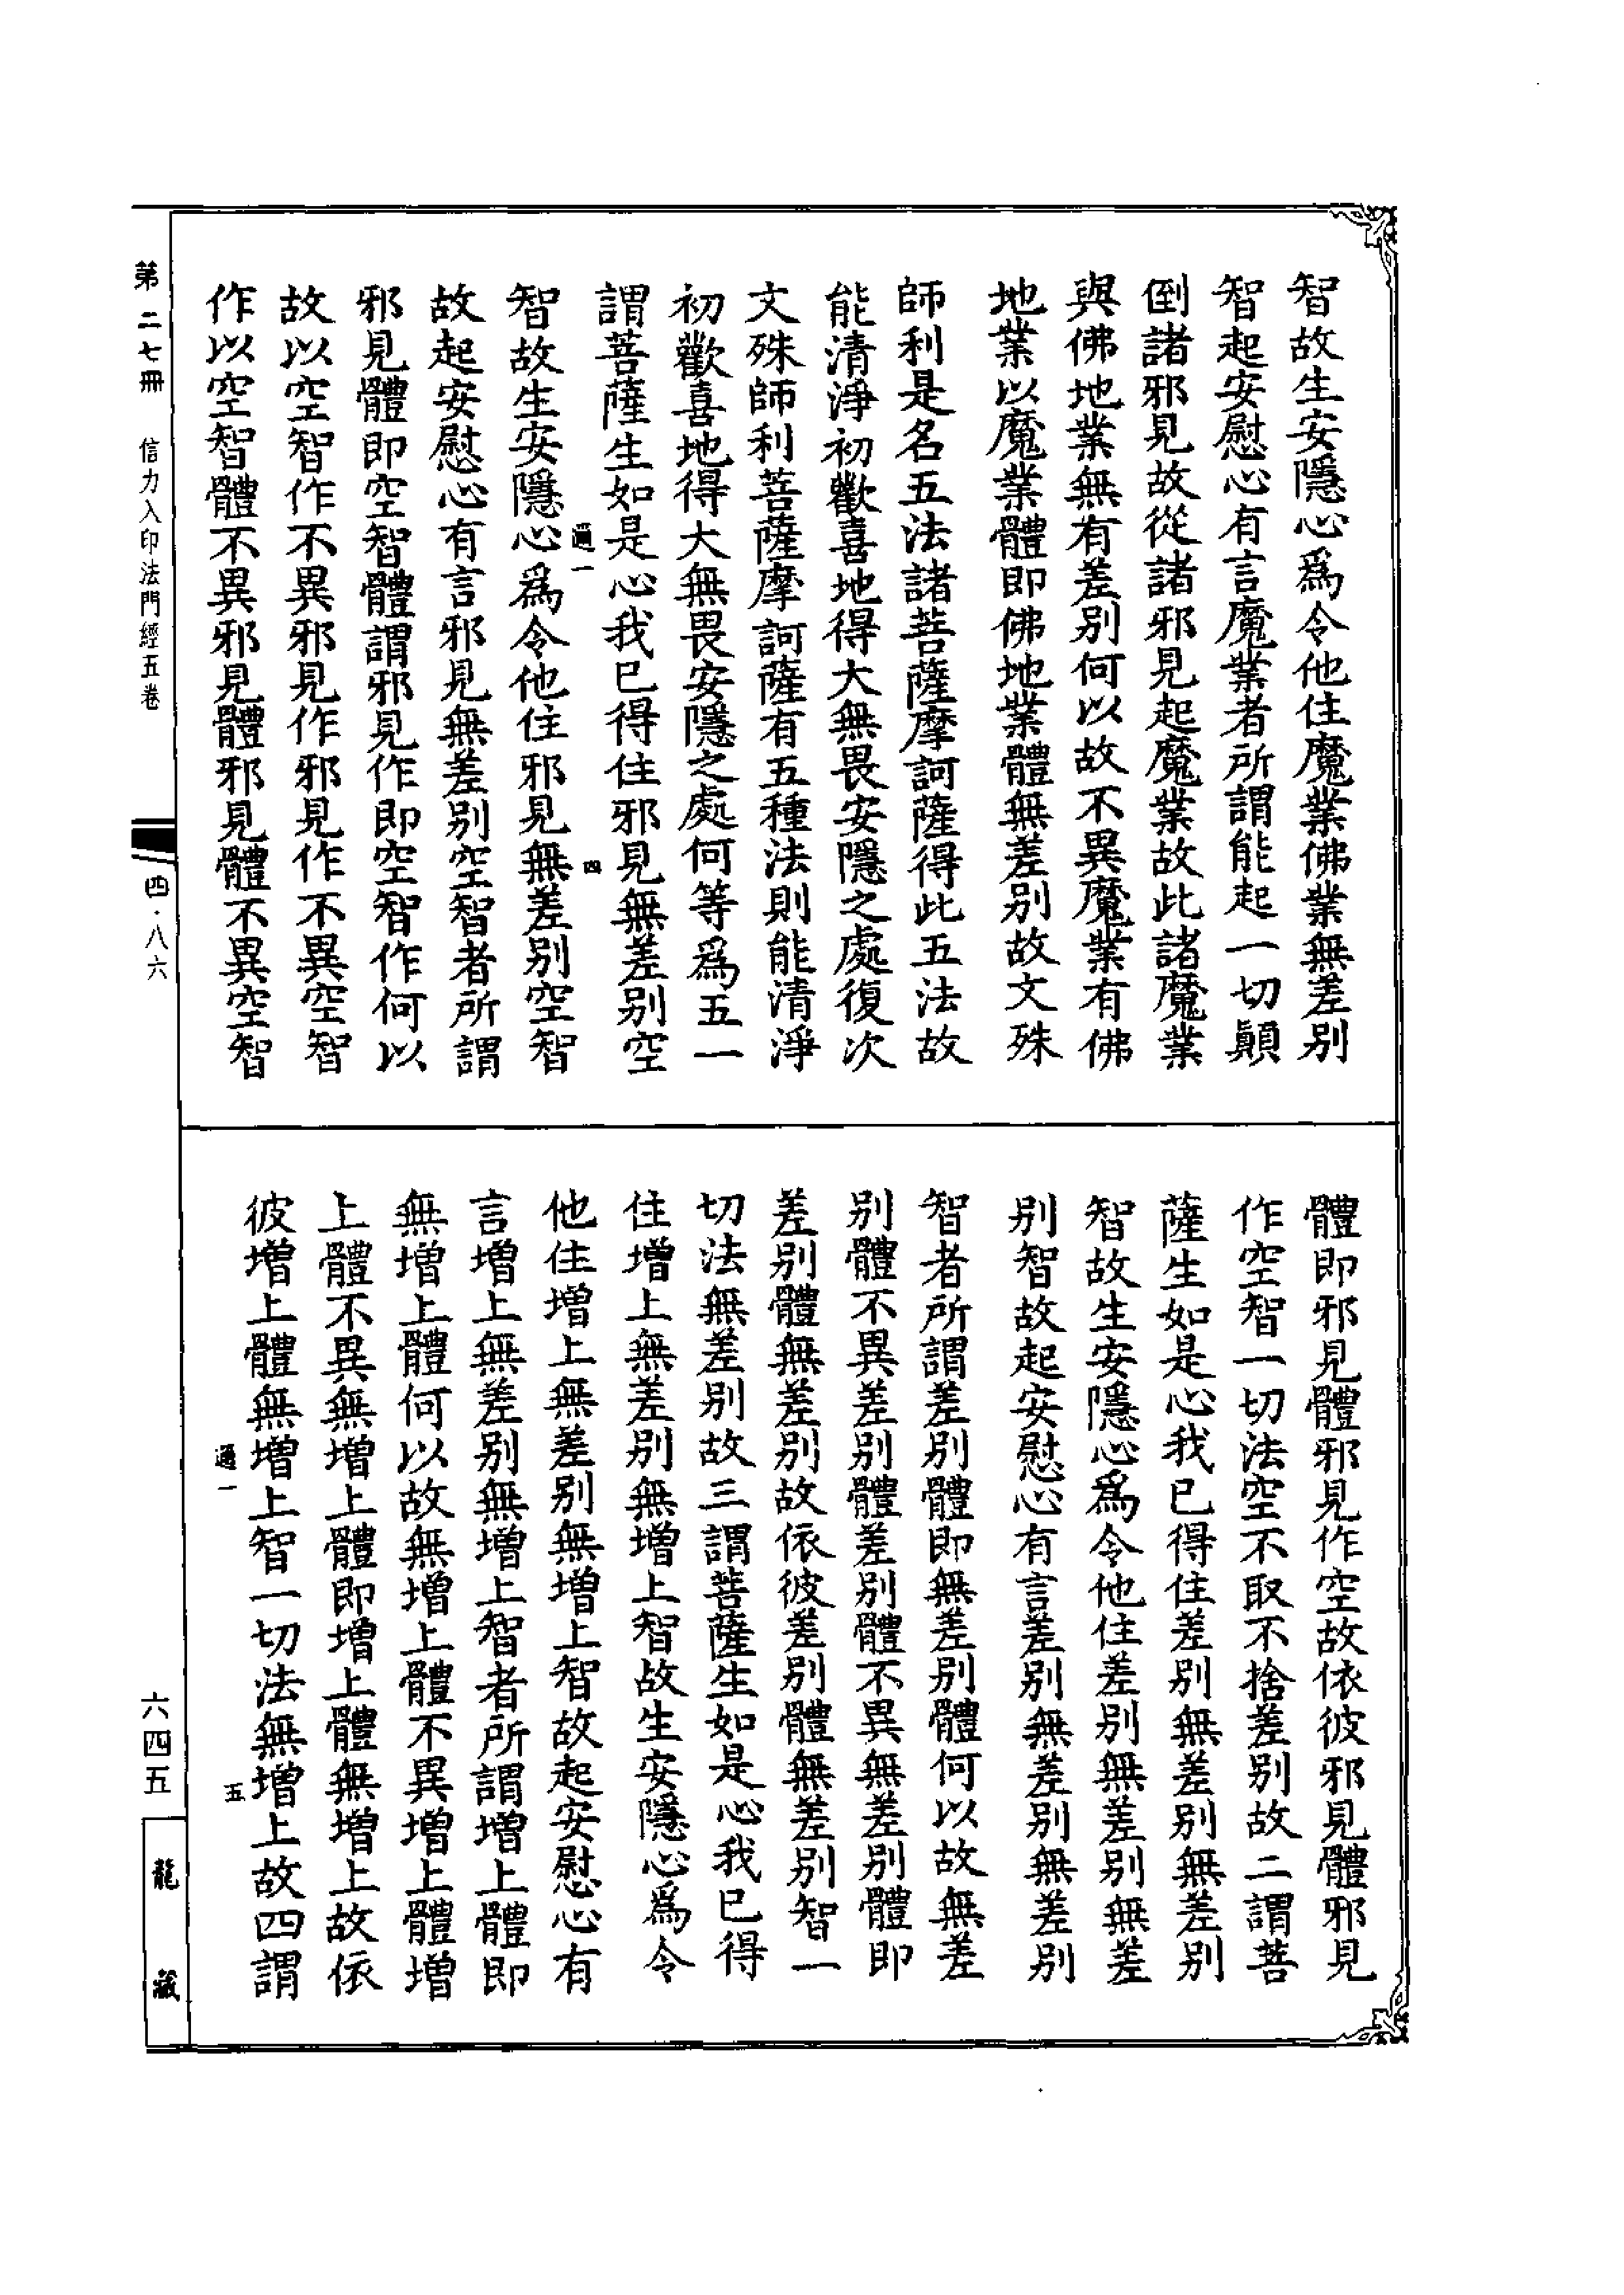 智故生安隱心爲令他住魔業佛業無差別
智起安慰心有言魔業者所謂能起一切顚
倒諸邪見故從諸邪見起魔業故此諸魔業
與佛地業無有差別何以故不異魔業有佛
地業以魔業體即佛地業體無差別故文殊
師利是名五法諸菩薩摩訶薩得此五法故
能清淨初歡喜地得大無畏安隱之處復次
文殊師利菩薩摩訶薩有五種法則能清淨
初歡喜地得大無畏安隱之處何等爲五一
謂菩薩生如是心我已得住邪見無差別空
智故生安隱心爲令他住邪見無差別空智
故起安慰心有言邪見無差別空智者所謂
邪見體即空智體謂邪見作即空智作何以
故以空智作不異邪見作邪見作不異空智
作以空智體不異邪見體邪見體不異空智
體即邪見體邪見作空故依彼邪見體邪見
作空智一切法空不取不捨差別故二謂菩
薩生如是心我已得住差別無差別無差別
智故生安隱心爲令他住差別無差別無差
別智故起安慰心有言差別無差別無差別
智者所謂差別體即無差別體何以故無差
別體不異差別體差別體不異無差別體即
差別體無差別故依彼差別體無差別智一
切法無差別故三謂菩薩生如是心我已得
住增上無差別無增上智故生安隱心爲令
他住增上無差別無增上智故起安慰心有
言增上無差別無增上智者所謂增上體即
無增上體何以故無增上體不異增上體增
上體不異無增上體即增上體無增上故依
彼增上體無增上智一切法無增上故四謂
通一
四
通一
五
第二七冊 信力入印法門經五卷
四·八六
六四五
龍藏